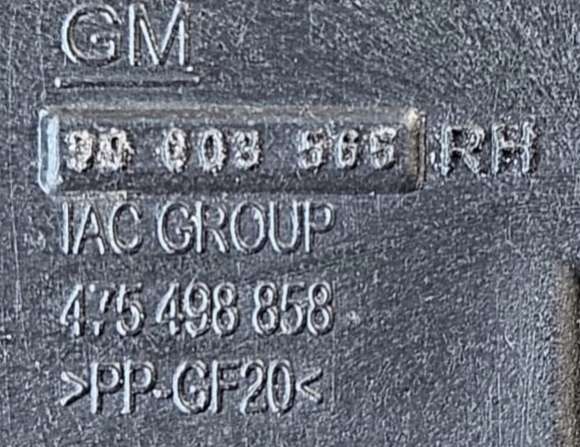 GM
RH
IAC GROUP
475 498 858
>PP-GF20<